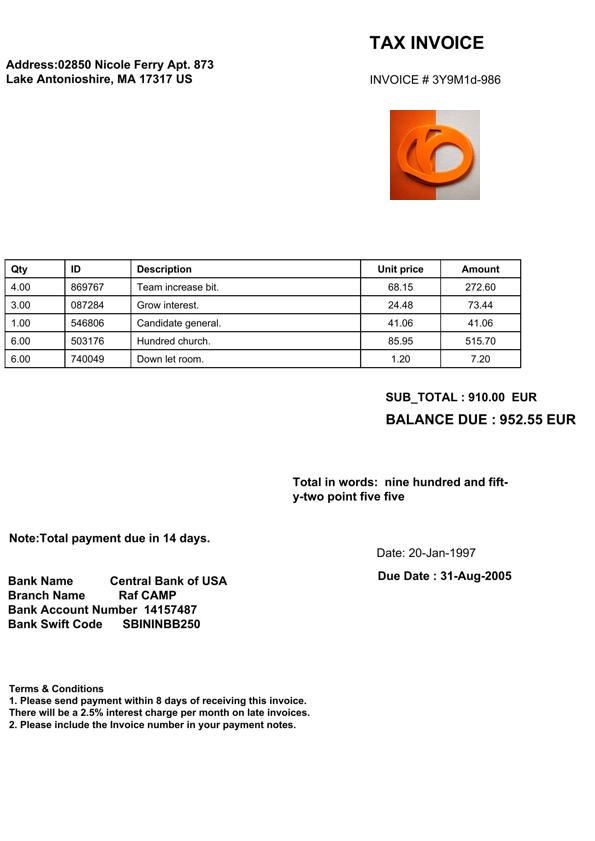 TAX INVOICE
Address:02850 Nicole Ferry Apt. 873
Lake Antonioshire, MA 17317 US
INVOICE # 3Y9M1d-986
Qty ID Description Unit price Amount
4.00 869767 Team increase bit. 68.15 272.60
3.00 087284 Grow interest. 24.48 73.44
1.00 546806 Candidate general. 41.06 41.06
6.00 503176 Hundred church. 85.95 515.70
6.00 740049 Down let room. 1.20 7.20
SUB_TOTAL : 910.00 EUR
BALANCE DUE : 952.55 EUR
Total in words: nine hundred and fift-
y-two point five five
Note:Total payment due in 14 days.
Date: 20-Jan-1997
Due Date : 31-Aug-2005
Bank Name Central Bank of USA
Branch Name Raf CAMP
Bank Account Number 14157487
Bank Swift Code SBININBB250
Terms & Conditions
1. Please send payment within 8 days of receiving this invoice.
There will be a 2.5% interest charge per month on late invoices.
2. Please include the Invoice number in your payment notes.